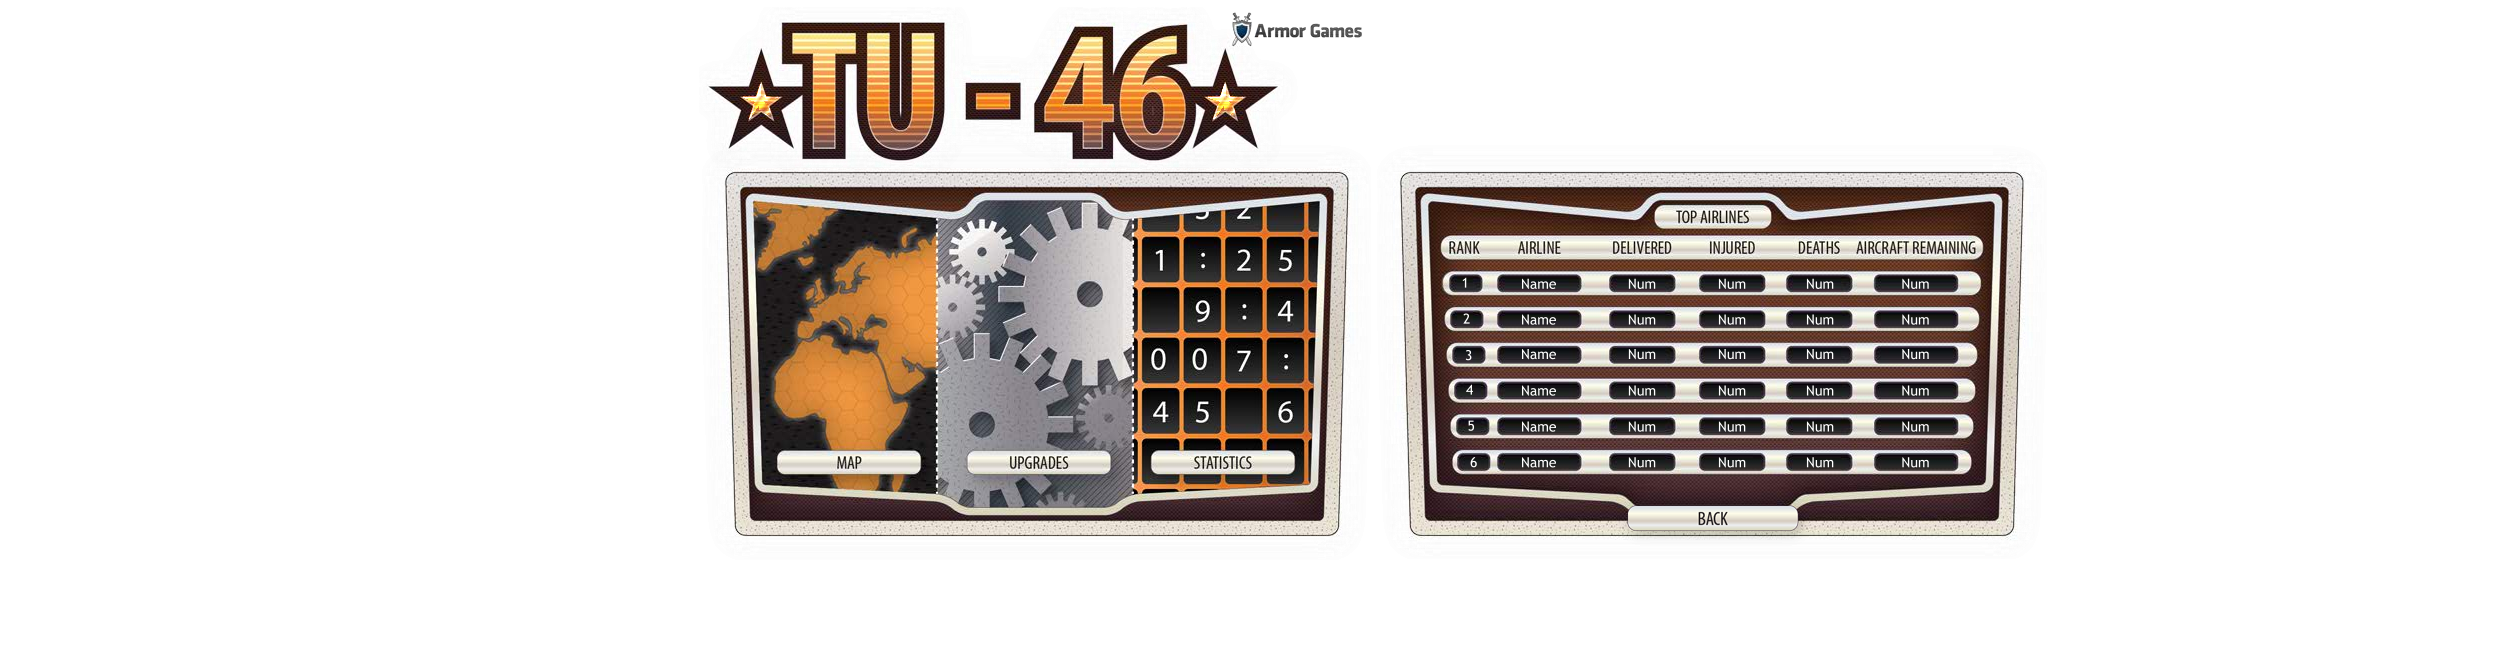 TU - 46
Armor Games
3 2
1 : 2 5
9 : 4
0 0 7 :
4 5 6
MAP
UPGRADES
STATISTICS
TOP AIRLINES
RANK AIRLINE DELIVERED INJURED DEATHS AIRCRAFT REMAINING
1 Name Num Num Num Num
2 Name Num Num Num Num
3 Name Num Num Num Num
4 Name Num Num Num Num
5 Name Num Num Num Num
6 Name Num Num Num Num
BACK